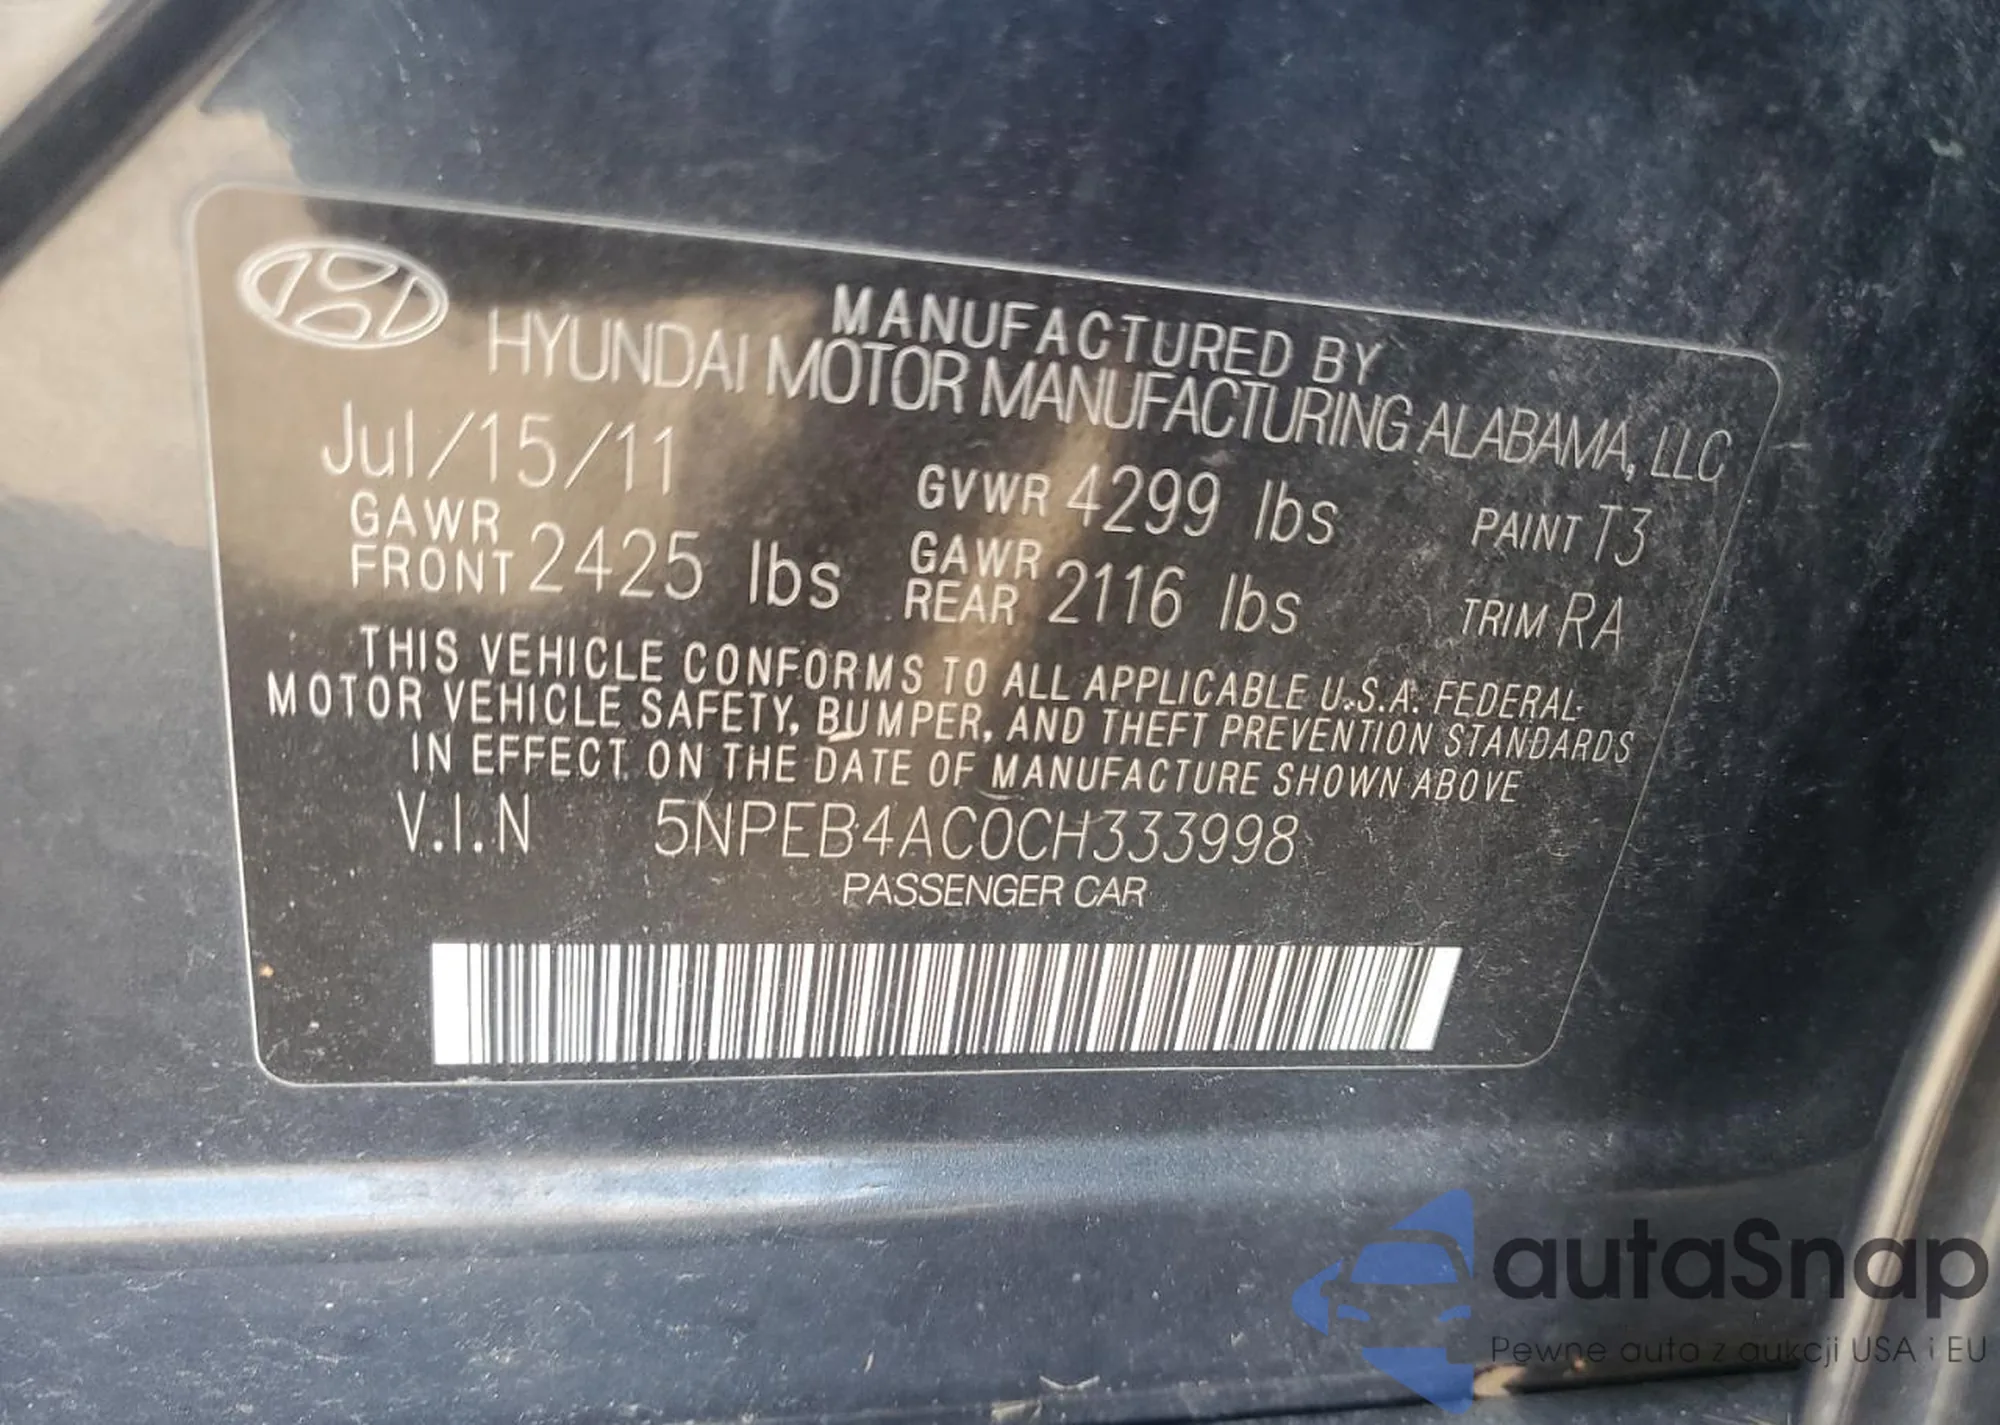 MANUFACTURED BY
HYUNDAI MOTOR MANUFACTURING ALABAMA, LLC
Jul/15/11 GVWR 4299 lbs PAINT T3
GAWR FRONT 2425 lbs GAWR REAR 2116 lbs TRIM RA
THIS VEHICLE CONFORMS TO ALL APPLICABLE U.S.A. FEDERAL
MOTOR VEHICLE SAFETY, BUMPER, AND THEFT PREVENTION STANDARDS
IN EFFECT ON THE DATE OF MANUFACTURE SHOWN ABOVE
V.I.N 5NPEB4AC0CH333998
PASSENGER CAR
autaSnap
Pewne auta z aukcji USA i EU